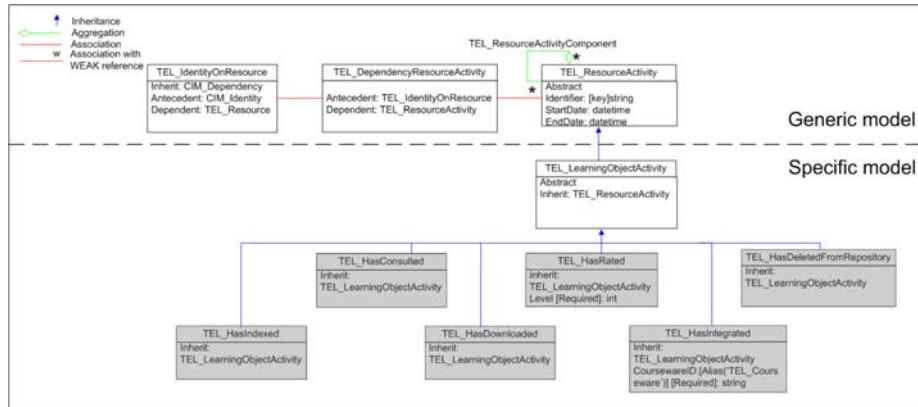 Inheritance
Aggregation
Association
w Association with
WEAK reference
TEL_ResourceActivityComponent
*
*
TEL_IdentityOnResource
Inherit: CIM_Dependency
Antecedent: CIM_Identity
Dependent: TEL_Resource
TEL_DependencyResourceActivity
Antecedent: TEL_IdentityOnResource
Dependent: TEL_ResourceActivity
TEL_ResourceActivity
Abstract
Identifier: [key]string
StartDate: datetime
EndDate: datetime
Generic model
Specific model
TEL_LearningObjectActivity
Abstract
Inherit: TEL_ResourceActivity
TEL_HasConsulted
Inherit:
TEL_LearningObjectActivity
TEL_HasRated
Inherit:
TEL_LearningObjectActivity
Level [Required]: int
TEL_HasDeletedFromRepository
Inherit:
TEL_LearningObjectActivity
TEL_HasIndexed
Inherit:
TEL_LearningObjectActivity
TEL_HasDownloaded
Inherit:
TEL_LearningObjectActivity
TEL_HasIntegrated
Inherit:
TEL_LearningObjectActivity
CoursewareID:[Alias('TEL_Cours
eware')] [Required]: string